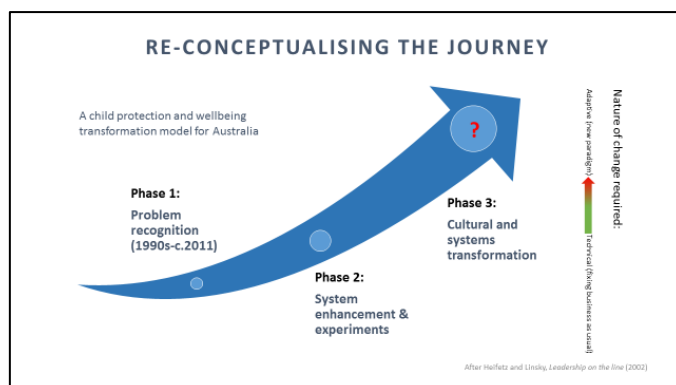 RE-CONCEPTUALISING THE JOURNEY
A child protection and wellbeing
transformation model for Australia
Phase 1:
Problem
recognition
(1990s-c.2011)
Phase 2:
System
enhancement &
experiments
?
Phase 3:
Cultural and
systems
transformation
Nature of change required:
Adaptive (new paradigm)
Technical (fixing business as usual)
After Heifetz and Linsky, Leadership on the line (2002)